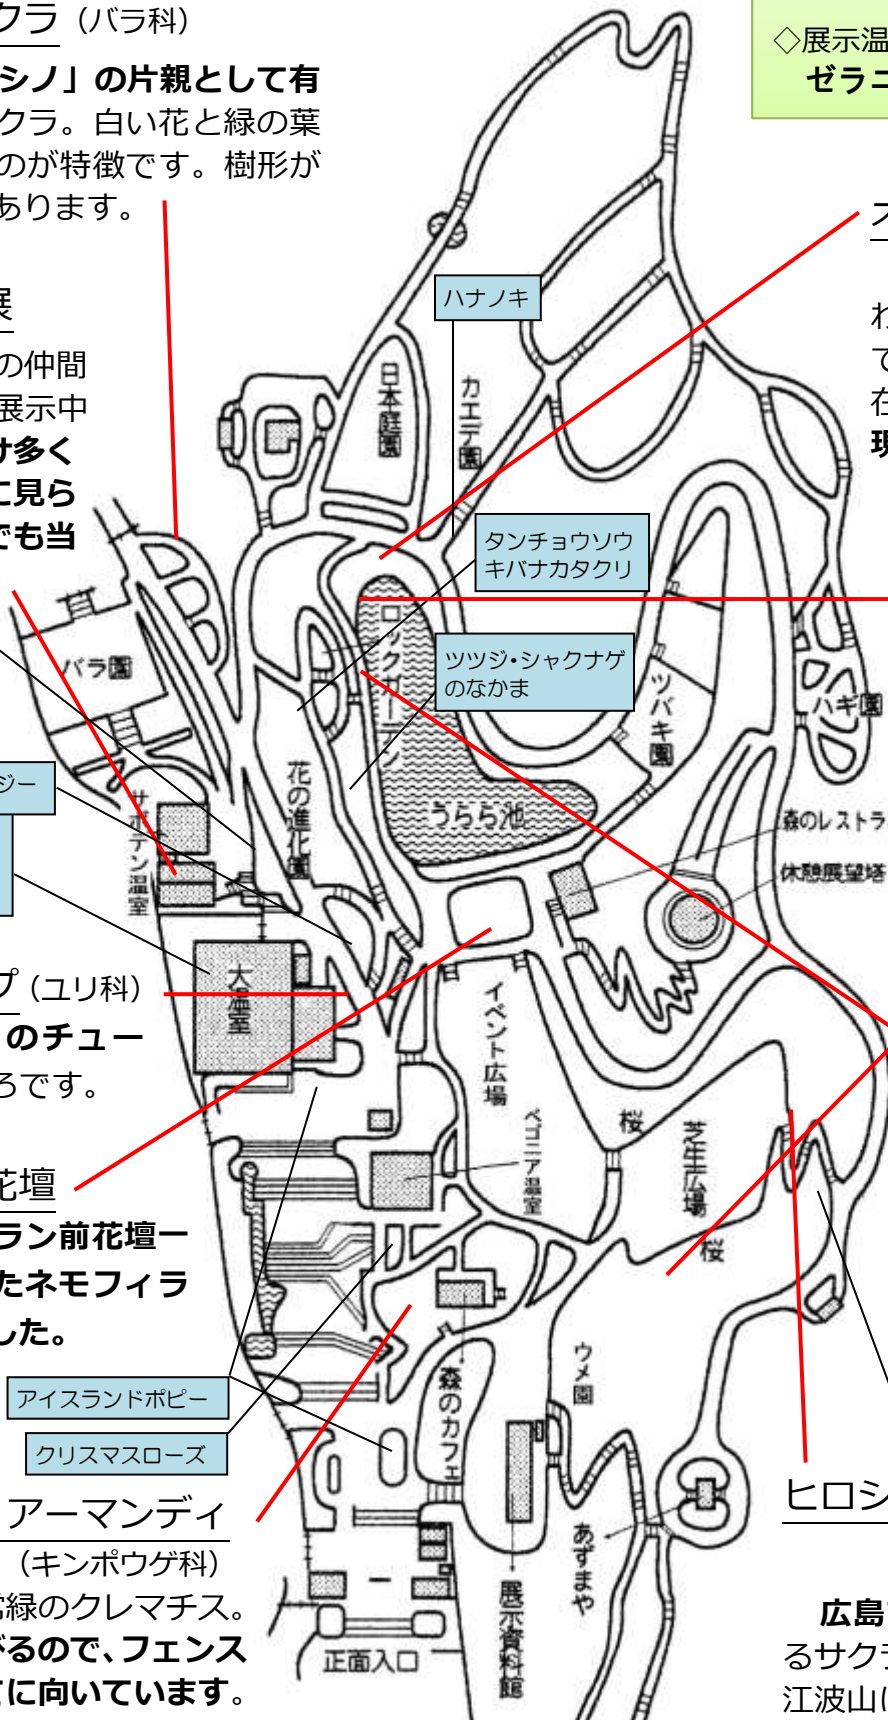 クラ（バラ科）
シノ」の片親として有
クラ。白い花と緑の葉
のが特徴です。樹形が
あります。
◇展示温
ゼラニ
展
の仲間
展示中
け多く
に見ら
でも当
わ
て
在
現
ハナノキ
日本庭園
カエデ園
タンチョウソウ
キバナカタクリ
ロックガーデン
ツツジ・シャクナゲ
のなかま
バラ園
ツバキ園
ハギ園
ジー
花の進化園
うらら池
サボテン温室
森のレストラ
休憩展望塔
大温室
プ（ユリ科）
のチュー
ろです。
イベント広場
ベゴニア温室
桜
芝生広場
桜
花壇
ラン前花壇一
たネモフィラ
した。
アイスランドポピー
クリスマスローズ
森のカフェ
ウメ園
アーマンディ
（キンポウゲ科）
常緑のクレマチス。
びるので、フェンス
てに向いています。
正面入口
展示資料館
あずまや
ヒロシ
広島
るサクラ
江波山に